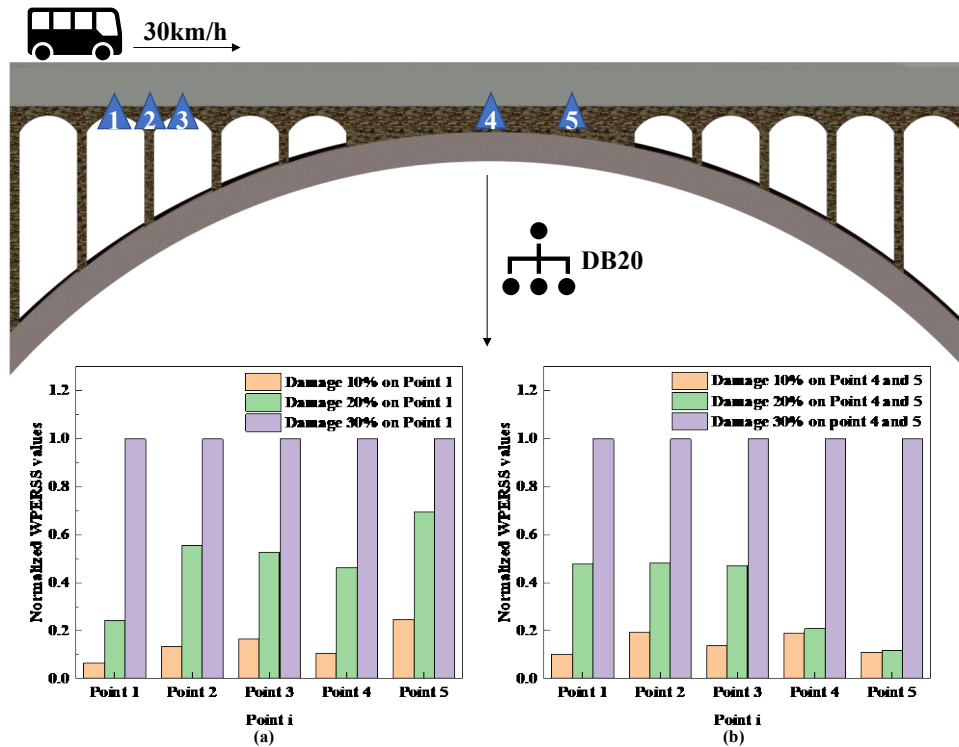 30km/h
1 2 3 4 5
DB20
Damage 10% on Point 1
Damage 20% on Point 1
Damage 30% on Point 1
Normalized WPERSS values
1.2
1.0
0.8
0.6
0.4
0.2
0.0
Point 1 Point 2 Point 3 Point 4 Point 5
Point i
(a)
Damage 10% on Point 4 and 5
Damage 20% on Point 4 and 5
Damage 30% on point 4 and 5
Normalized WPERSS values
1.2
1.0
0.8
0.6
0.4
0.2
0.0
Point 1 Point 2 Point 3 Point 4 Point 5
Point i
(b)